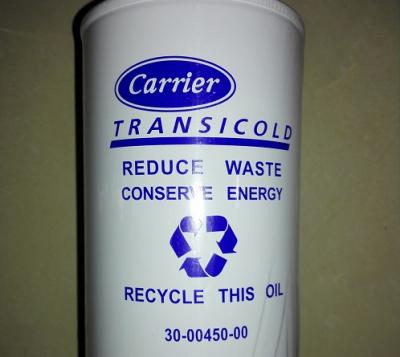 Carrier
TRANSICOLD
REDUCE WASTE
CONSERVE ENERGY
RECYCLE THIS OIL
30-00450-00